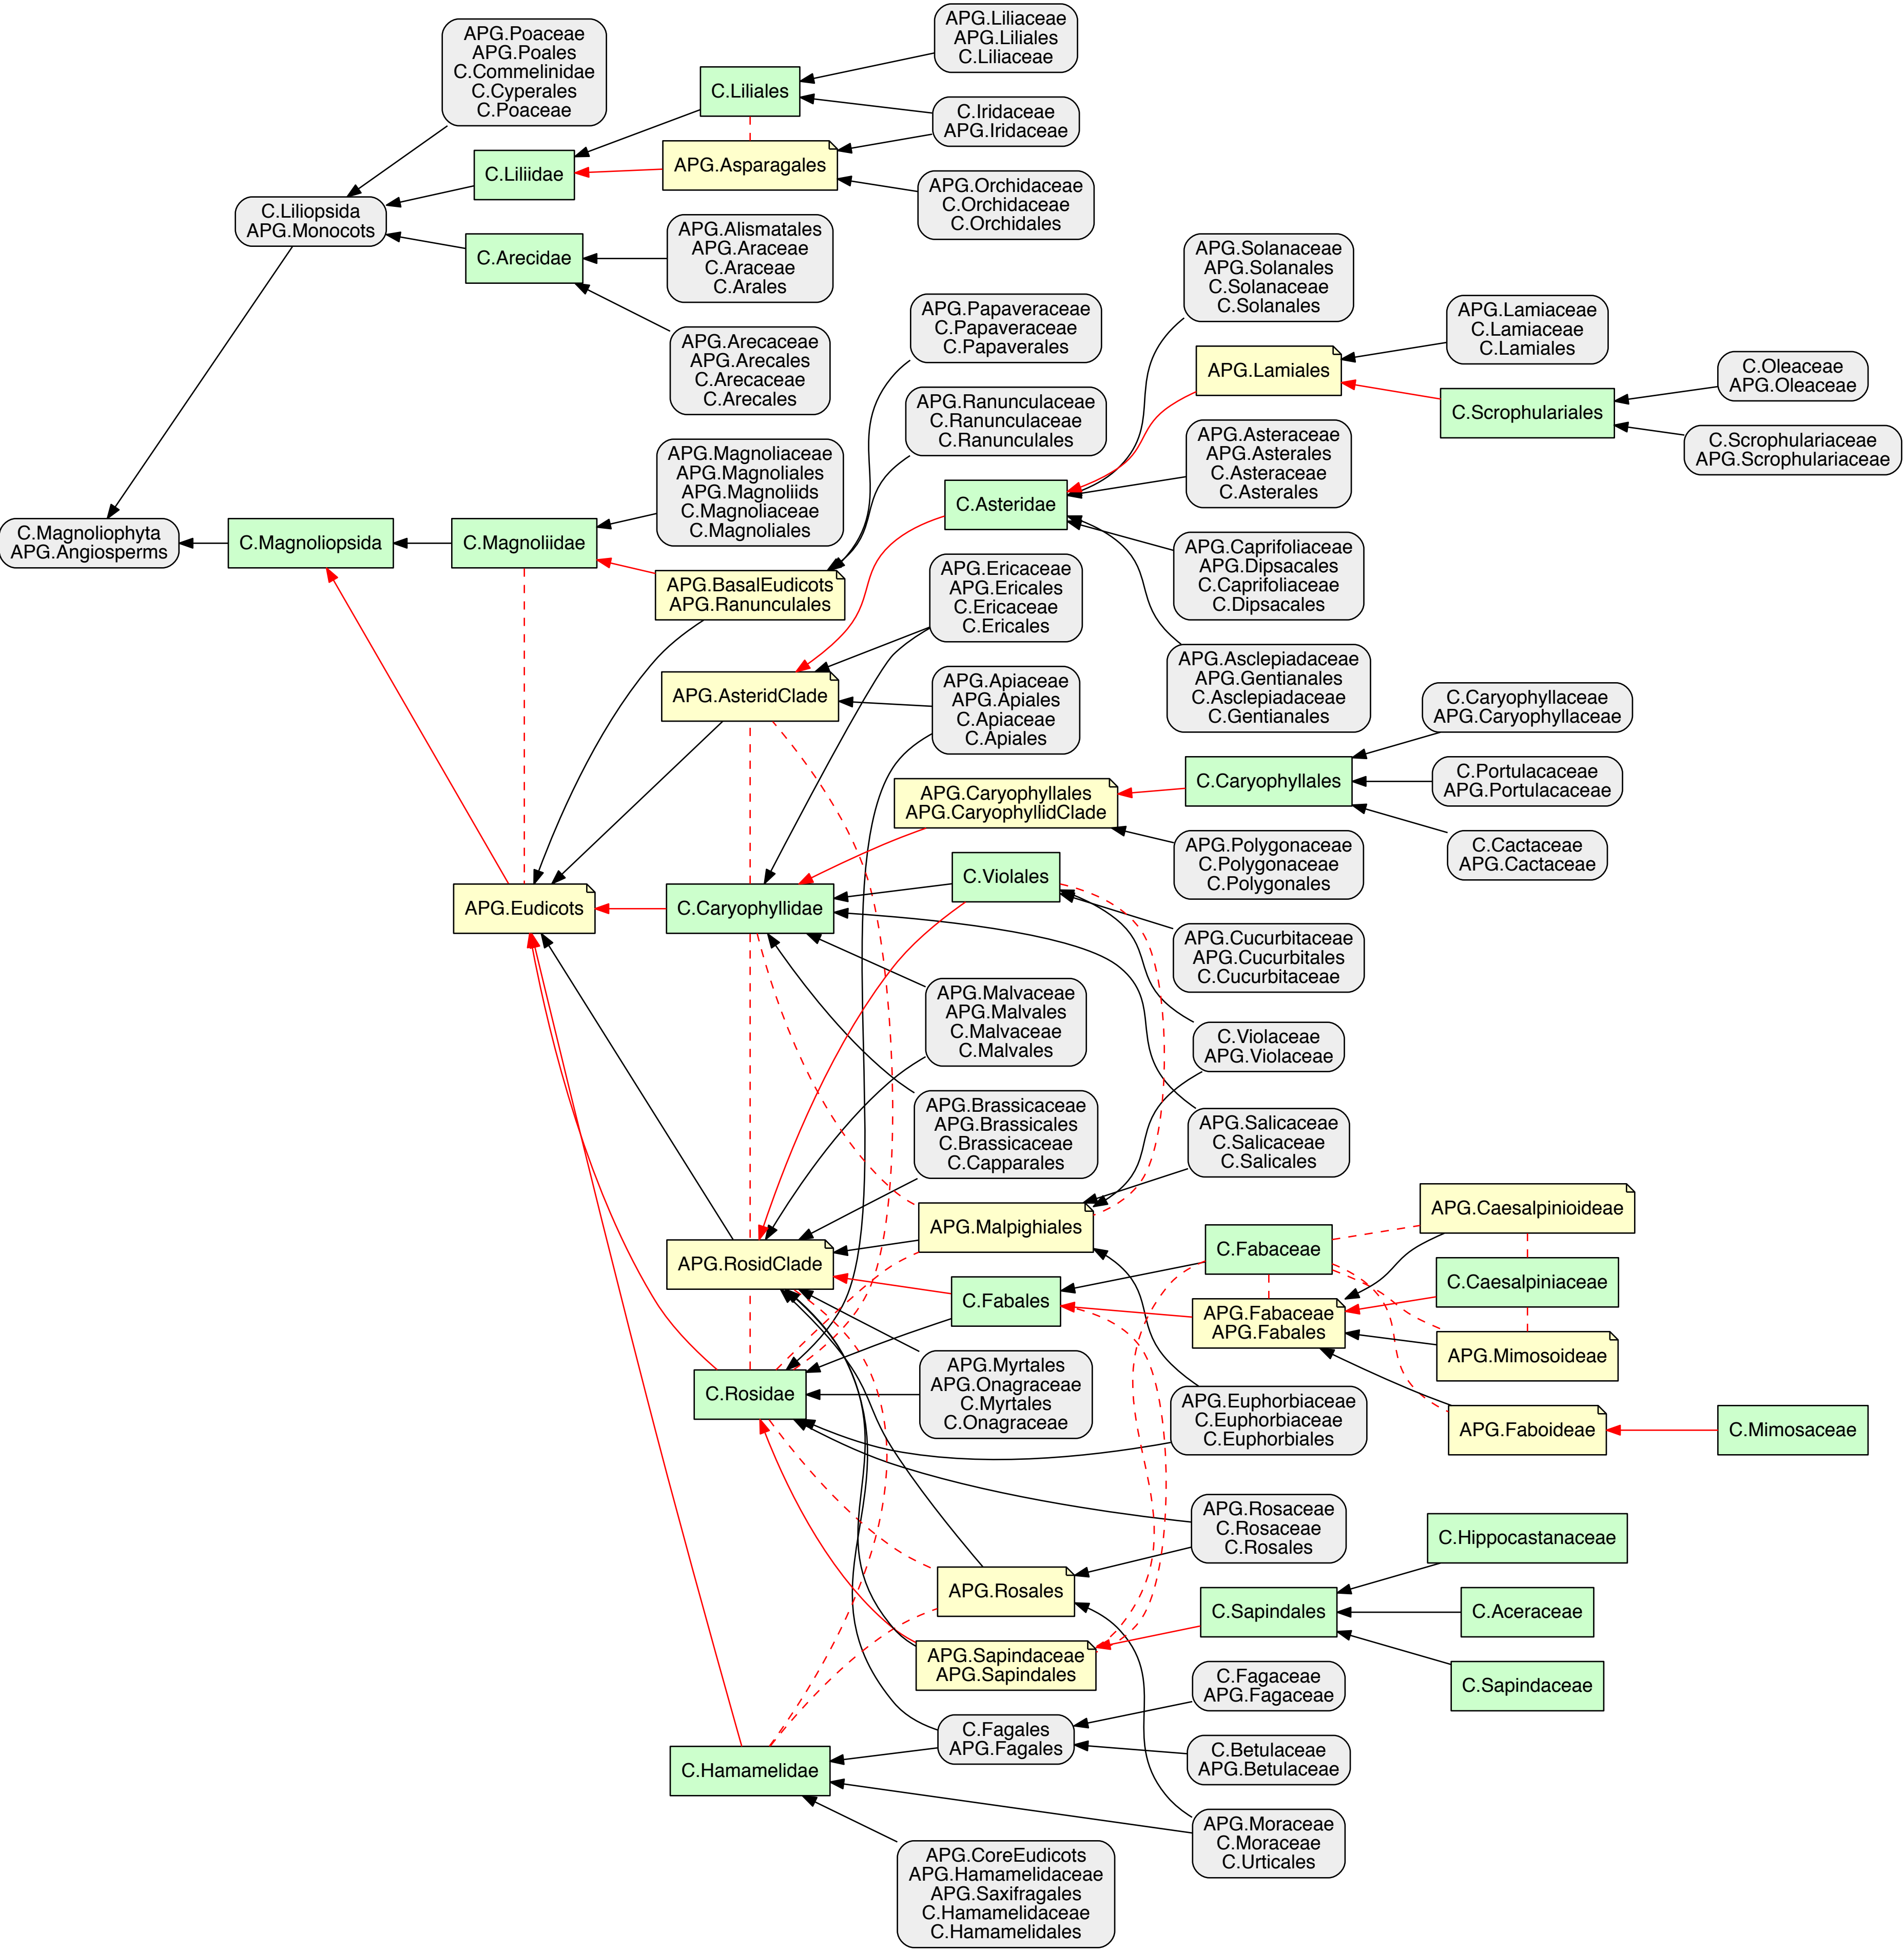 APG.Poaceae
APG.Poales
C.Commelinidae
C.Cyperales
C.Poaceae
C.Liliales
APG.Liliaceae
APG.Liliales
C.Liliaceae
C.Iridaceae
APG.Iridaceae
C.Liliidae
APG.Asparagales
APG.Orchidaceae
C.Orchidaceae
C.Orchidales
C.Liliopsida
APG.Monocots
C.Arecidae
APG.Alismatales
APG.Araceae
C.Araceae
C.Arales
APG.Arecaceae
APG.Arecales
C.Arecaceae
C.Arecales
APG.Papaveraceae
C.Papaveraceae
C.Papaverales
APG.Ranunculaceae
C.Ranunculaceae
C.Ranunculales
APG.Solanaceae
APG.Solanales
C.Solanaceae
C.Solanales
APG.Lamiales
APG.Lamiaceae
C.Lamiaceae
C.Lamiales
C.Scrophulariales
C.Oleaceae
APG.Oleaceae
C.Scrophulariaceae
APG.Scrophulariaceae
APG.Asteraceae
APG.Asterales
C.Asteraceae
C.Asterales
C.Asteridae
APG.Magnoliaceae
APG.Magnoliales
APG.Magnoliids
C.Magnoliaceae
C.Magnoliales
C.Magnoliophyta
APG.Angiosperms
C.Magnoliopsida
C.Magnoliidae
APG.BasalEudicots
APG.Ranunculales
APG.Ericaceae
APG.Ericales
C.Ericaceae
C.Ericales
APG.Caprifoliaceae
APG.Dipsacales
C.Caprifoliaceae
C.Dipsacales
APG.AsteridClade
APG.Apiaceae
APG.Apiales
C.Apiaceae
C.Apiales
APG.Asclepiadaceae
APG.Gentianales
C.Asclepiadaceae
C.Gentianales
C.Caryophyllaceae
APG.Caryophyllaceae
APG.Caryophyllales
APG.CaryophyllidClade
C.Caryophyllales
C.Portulacaceae
APG.Portulacaceae
C.Cactaceae
APG.Cactaceae
APG.Polygonaceae
C.Polygonaceae
C.Polygonales
APG.Eudicots
C.Caryophyllidae
C.Violales
APG.Cucurbitaceae
APG.Cucurbitales
C.Cucurbitaceae
APG.Malvaceae
APG.Malvales
C.Malvaceae
C.Malvales
C.Violaceae
APG.Violaceae
APG.Brassicaceae
APG.Brassicales
C.Brassicaceae
C.Capparales
APG.Salicaceae
C.Salicaceae
C.Salicales
APG.RosidClade
APG.Malpighiales
C.Fabaceae
APG.Caesalpinioideae
C.Caesalpiniaceae
C.Fabales
APG.Fabaceae
APG.Fabales
APG.Mimosoideae
C.Rosidae
APG.Myrtales
APG.Onagraceae
C.Myrtales
C.Onagraceae
APG.Euphorbiaceae
C.Euphorbiaceae
C.Euphorbiales
APG.Faboideae
C.Mimosaceae
APG.Rosaceae
C.Rosaceae
C.Rosales
C.Hippocastanaceae
APG.Rosales
C.Sapindales
C.Aceraceae
APG.Sapindaceae
APG.Sapindales
C.Sapindaceae
C.Fagaceae
APG.Fagaceae
C.Fagales
APG.Fagales
C.Betulaceae
APG.Betulaceae
C.Hamamelidae
APG.Moraceae
C.Moraceae
C.Urticales
APG.CoreEudicots
APG.Hamamelidaceae
APG.Saxifragales
C.Hamamelidaceae
C.Hamamelidales